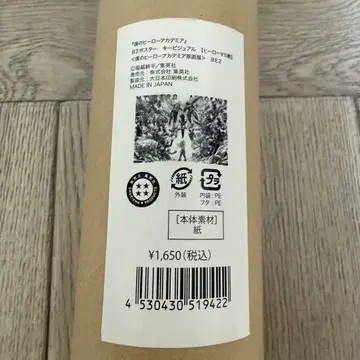 『僕のヒーローアカデミア』
B2ポスター キービジュアル 【ヒーローVS敵】
<僕のヒーローアカデミア原画展> BE2
©堀越耕平／集英社
発売元： 株式会社 集英社
製造元： 大日本印刷株式会社
MADE IN JAPAN
紙
外装
プラ
内袋：PE
フタ：PE
[本体素材]
紙
¥1,650(税込)
4 530430 519422